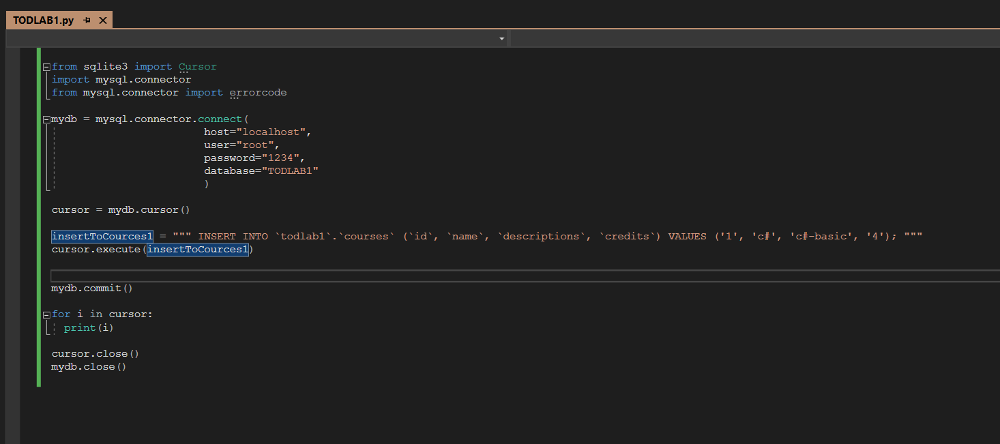 TODLAB1.py
from sqlite3 import Cursor
import mysql.connector
from mysql.connector import errorcode
mydb = mysql.connector.connect(
host="localhost",
user="root",
password="1234",
database="TODLAB1"
)
cursor = mydb.cursor()
insertToCources1 = """ INSERT INTO `todlab1`.`courses` (`id`, `name`, `descriptions`, `credits`) VALUES ('1', 'c#', 'c#-basic', '4'); """
cursor.execute(insertToCources1)
mydb.commit()
for i in cursor:
print(i)
cursor.close()
mydb.close()